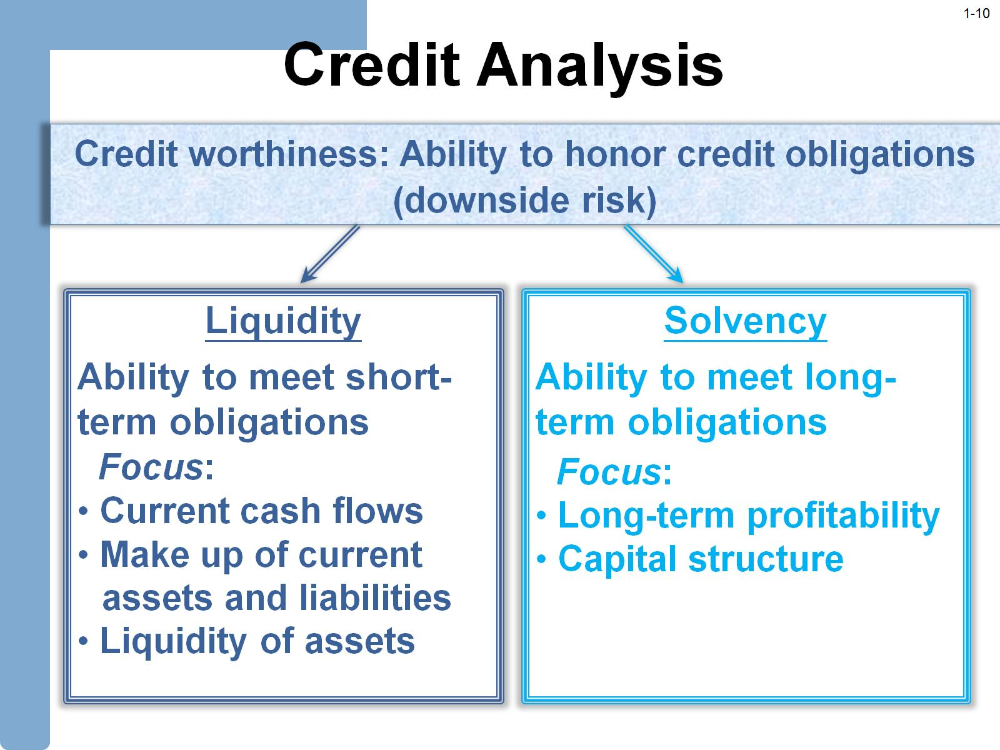 1-10
Credit Analysis
Credit worthiness: Ability to honor credit obligations
(downside risk)
Liquidity
Ability to meet short-
term obligations
Focus:
• Current cash flows
• Make up of current
assets and liabilities
• Liquidity of assets
Solvency
Ability to meet long-
term obligations
Focus:
• Long-term profitability
• Capital structure